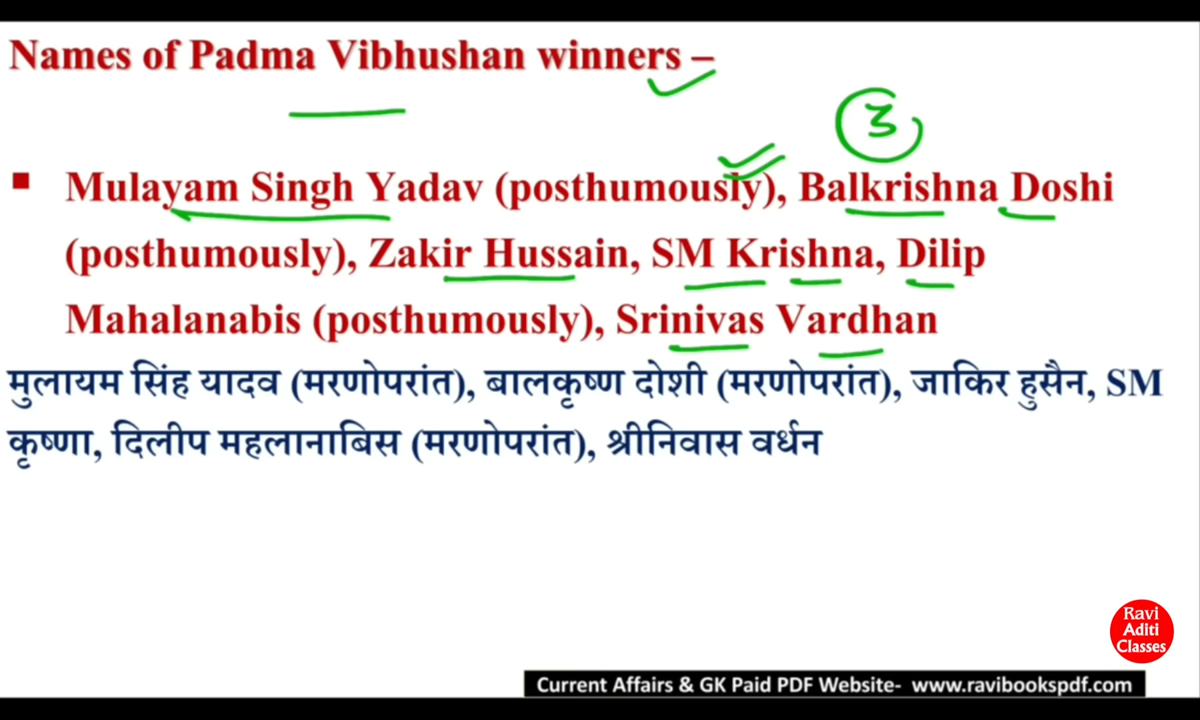 Names of Padma Vibhushan winners –
3
▪ Mulayam Singh Yadav (posthumously), Balkrishna Doshi
(posthumously), Zakir Hussain, SM Krishna, Dilip
Mahalanabis (posthumously), Srinivas Vardhan
मुलायम सिंह यादव (मरणोपरांत), बालकृष्ण दोशी (मरणोपरांत), जाकिर हुसैन, SM
कृष्णा, दिलीप महलानाबिस (मरणोपरांत), श्रीनिवास वर्धन
Ravi
Aditi
Classes
Current Affairs & GK Paid PDF Website- www.ravibookspdf.com